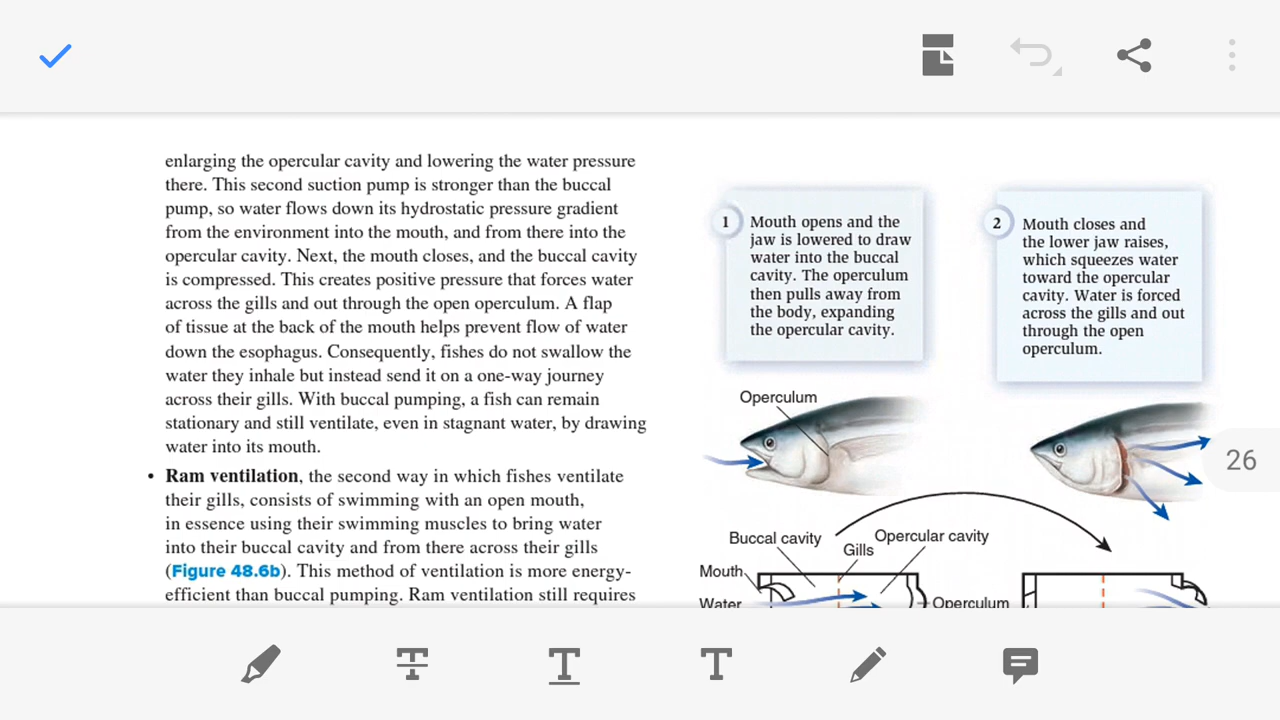 enlarging the opercular cavity and lowering the water pressure
there. This second suction pump is stronger than the buccal
pump, so water flows down its hydrostatic pressure gradient
from the environment into the mouth, and from there into the
opercular cavity. Next, the mouth closes, and the buccal cavity
is compressed. This creates positive pressure that forces water
across the gills and out through the open operculum. A flap
of tissue at the back of the mouth helps prevent flow of water
down the esophagus. Consequently, fishes do not swallow the
water they inhale but instead send it on a one-way journey
across their gills. With buccal pumping, a fish can remain
stationary and still ventilate, even in stagnant water, by drawing
water into its mouth.
• Ram ventilation, the second way in which fishes ventilate
their gills, consists of swimming with an open mouth,
in essence using their swimming muscles to bring water
into their buccal cavity and from there across their gills
(Figure 48.6b). This method of ventilation is more energy-
efficient than buccal pumping. Ram ventilation still requires
1
Mouth opens and the
jaw is lowered to draw
water into the buccal
cavity. The operculum
then pulls away from
the body, expanding
the opercular cavity.
2
Mouth closes and
the lower jaw raises,
which squeezes water
toward the opercular
cavity. Water is forced
across the gills and out
through the open
operculum.
Operculum
26
Buccal cavity
Gills
Opercular cavity
Mouth
Water
Operculum
T
T
T